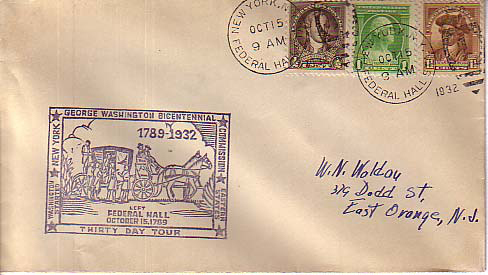 NEW YORK, N.Y.
OCT 15
9 AM
FEDERAL HALL
NEW YORK, N.Y.
OCT 15
9 AM
1932
FEDERAL HALL
GEORGE WASHINGTON BICENTENNIAL
COMMISSION
NEW YORK
1789-1932
LEFT
FEDERAL HALL
OCTOBER 15, 1789
THIRTY DAY TOUR
W. N. Waldau
319 Dodd St,
East Orange, N.J.